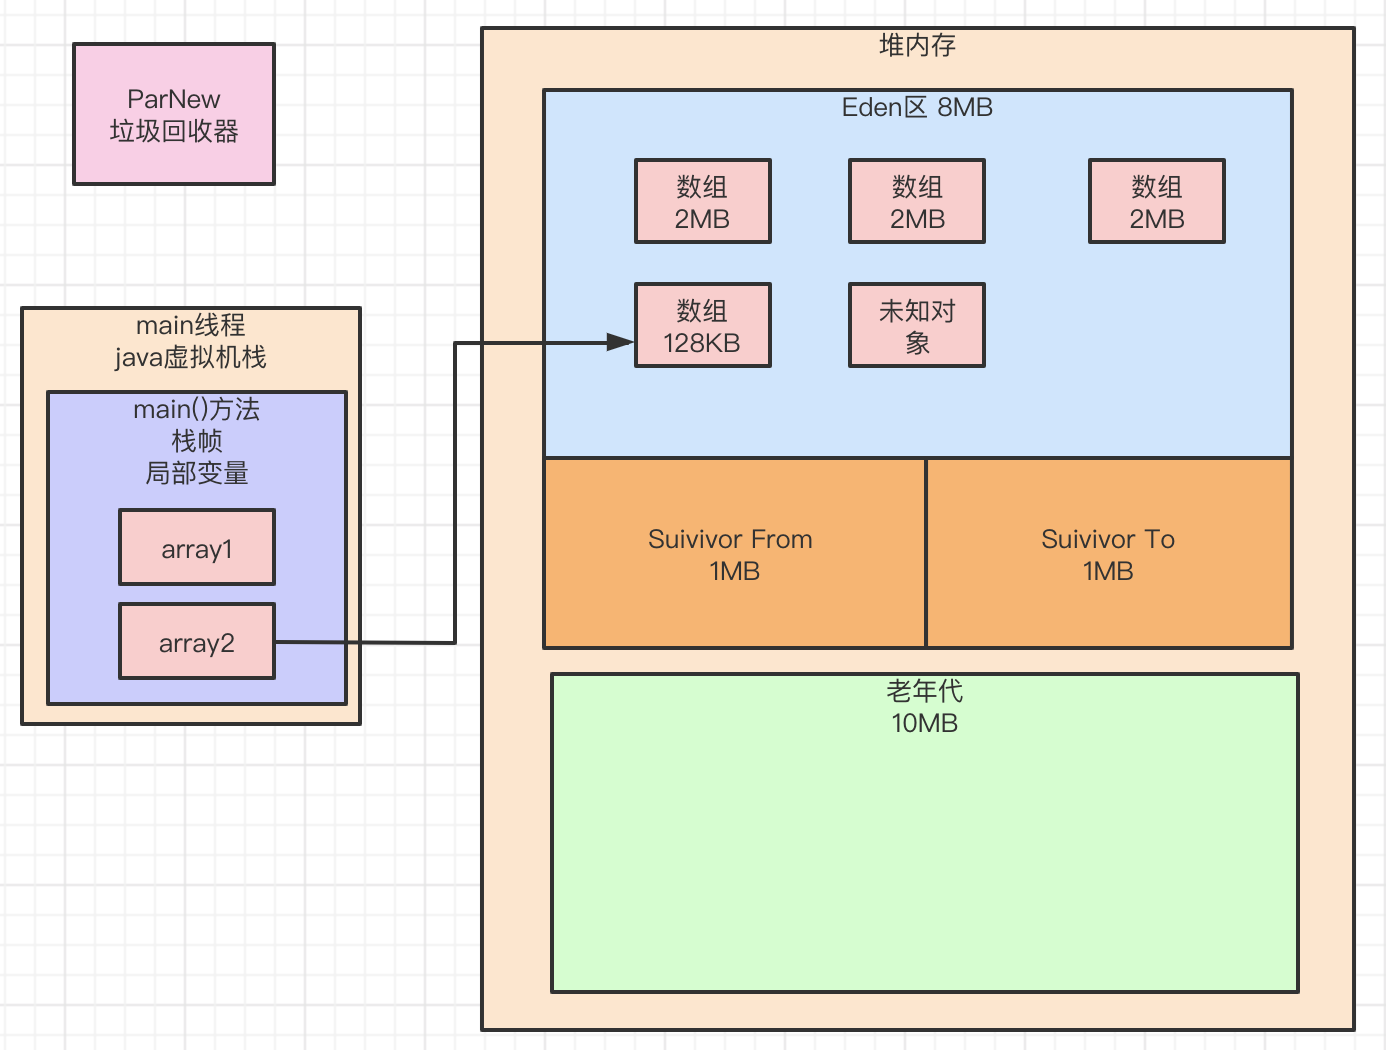 ParNew
垃圾回收器
main线程
java虚拟机栈
main()方法
栈帧
局部变量
array1
array2
堆内存
Eden区 8MB
数组
2MB
数组
2MB
数组
2MB
数组
128KB
未知对
象
Suivivor From
1MB
Suivivor To
1MB
老年代
10MB